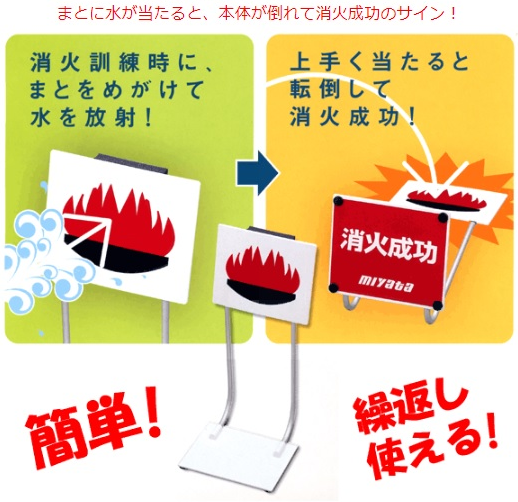 まとに水が当たると、本体が倒れて消火成功のサイン！
消火訓練時に、
まとをめがけて
水を放射！
上手く当たると
転倒して
消火成功！
消火成功
miyata
簡単！
繰返し
使える！